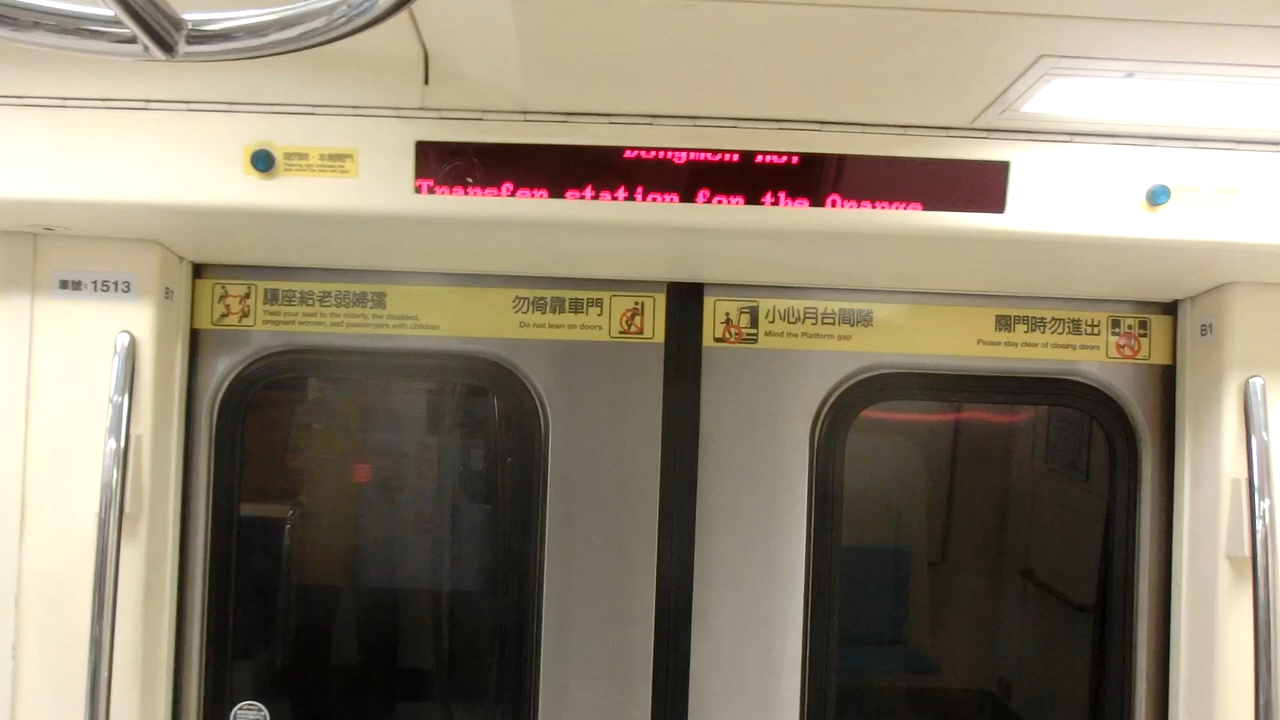 Transfer station for the Orange
車號:1513
B1
讓座給老弱婦孺
Yield your seat to the elderly, the disabled,
pregnant women, and passengers with children
勿倚靠車門
Do not lean on doors
小心月台間隙
Mind the Platform gap
關門時勿進出
Please stay clear of closing doors
B1